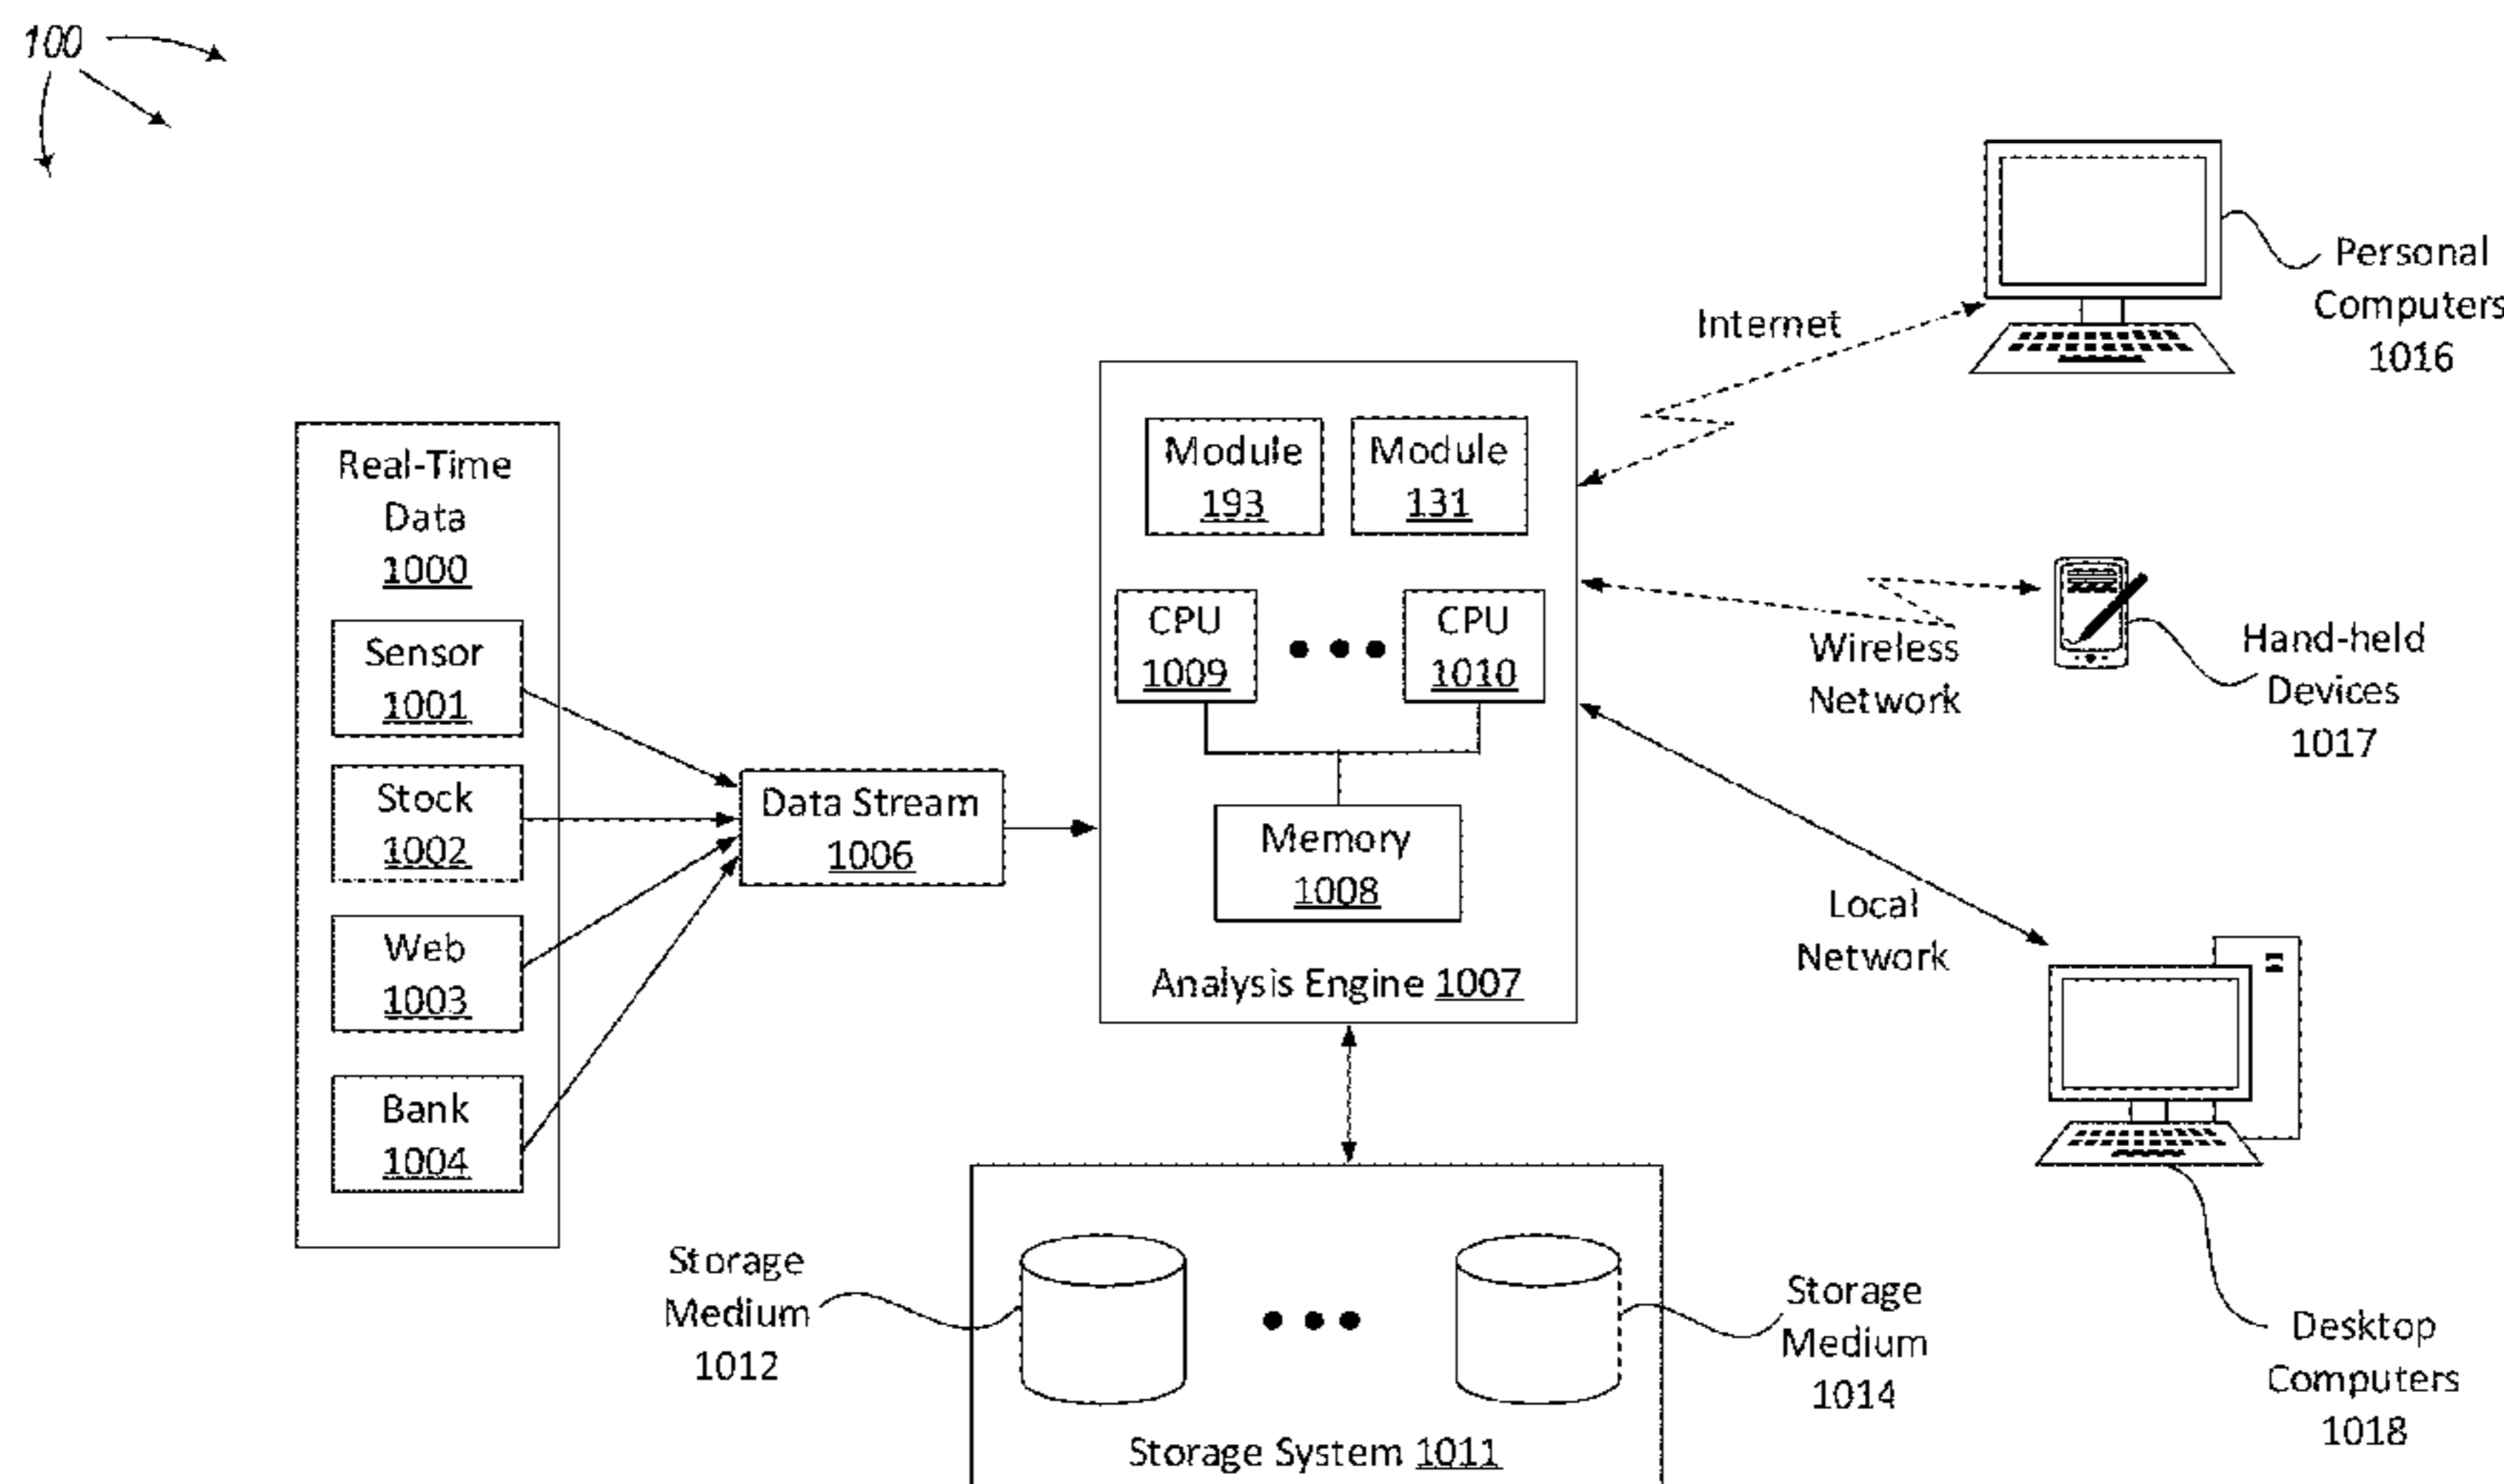 100
Real-Time
Data
1000
Sensor
1001
Stock
1002
Web
1003
Bank
1004
Data Stream
1006
Module
193
Module
131
CPU
1009
CPU
1010
Memory
1008
Analysis Engine 1007
Internet
Personal
Computers
1016
Wireless
Network
Hand-held
Devices
1017
Local
Network
Desktop
Computers
1018
Storage
Medium
1012
Storage
Medium
1014
Storage System 1011